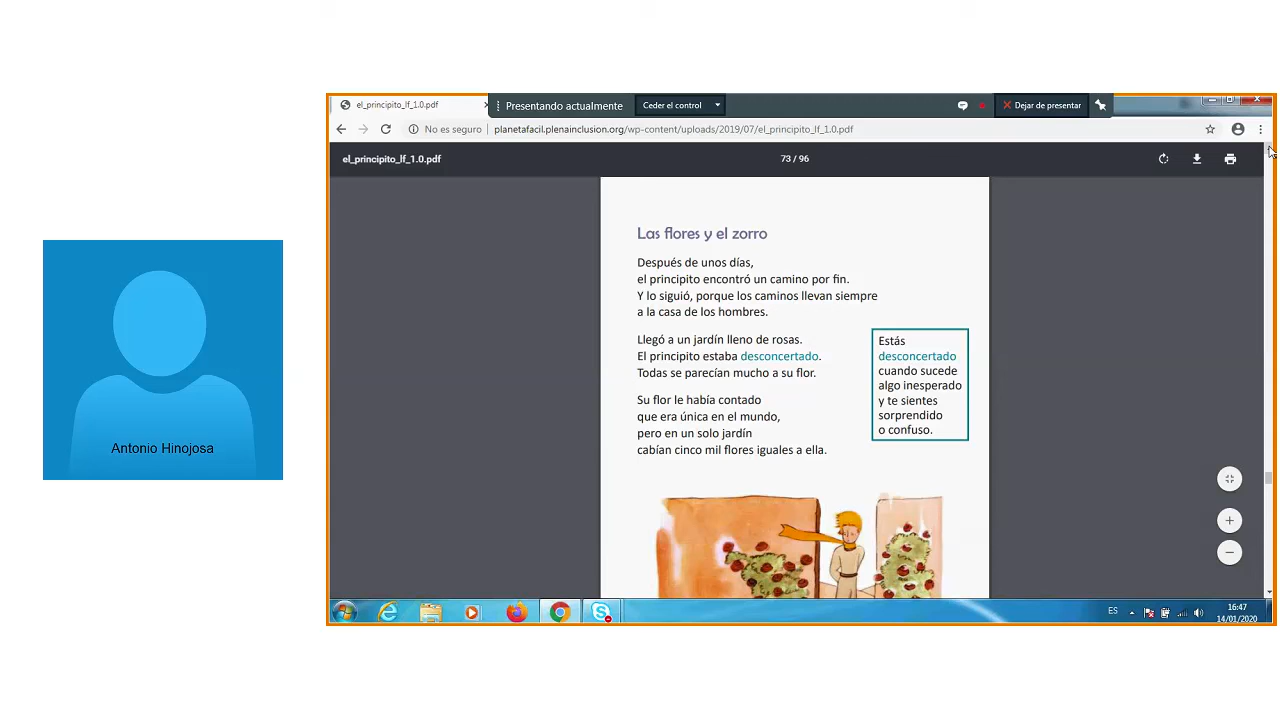 el_principito_lf_1.0.pdf
Presentando actualmente
Ceder el control
Dejar de presentar
No es seguro
planetafacil.plenainclusion.org/wp-content/uploads/2019/07/el_principito_lf_1.0.pdf
el_principito_lf_1.0.pdf
73 / 96
Las flores y el zorro
Después de unos días,
el principito encontró un camino por fin.
Y lo siguió, porque los caminos llevan siempre
a la casa de los hombres.
Llegó a un jardín lleno de rosas.
El principito estaba desconcertado.
Todas se parecían mucho a su flor.
Su flor le había contado
que era única en el mundo,
pero en un solo jardín
cabían cinco mil flores iguales a ella.
Estás
desconcertado
cuando sucede
algo inesperado
y te sientes
sorprendido
o confuso.
Antonio Hinojosa
ES
16:47
14/01/2020